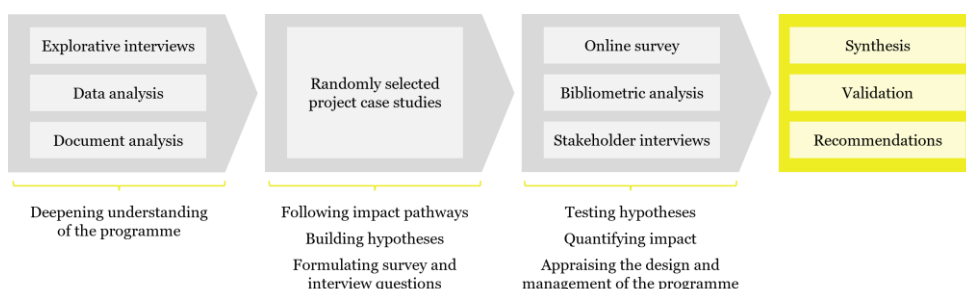 Explorative interviews
Data analysis
Document analysis
Randomly selected
project case studies
Online survey
Bibliometric analysis
Stakeholder interviews
Synthesis
Validation
Recommendations
Deepening understanding
of the programme
Following impact pathways
Building hypotheses
Formulating survey and
interview questions
Testing hypotheses
Quantifying impact
Appraising the design and
management of the programme